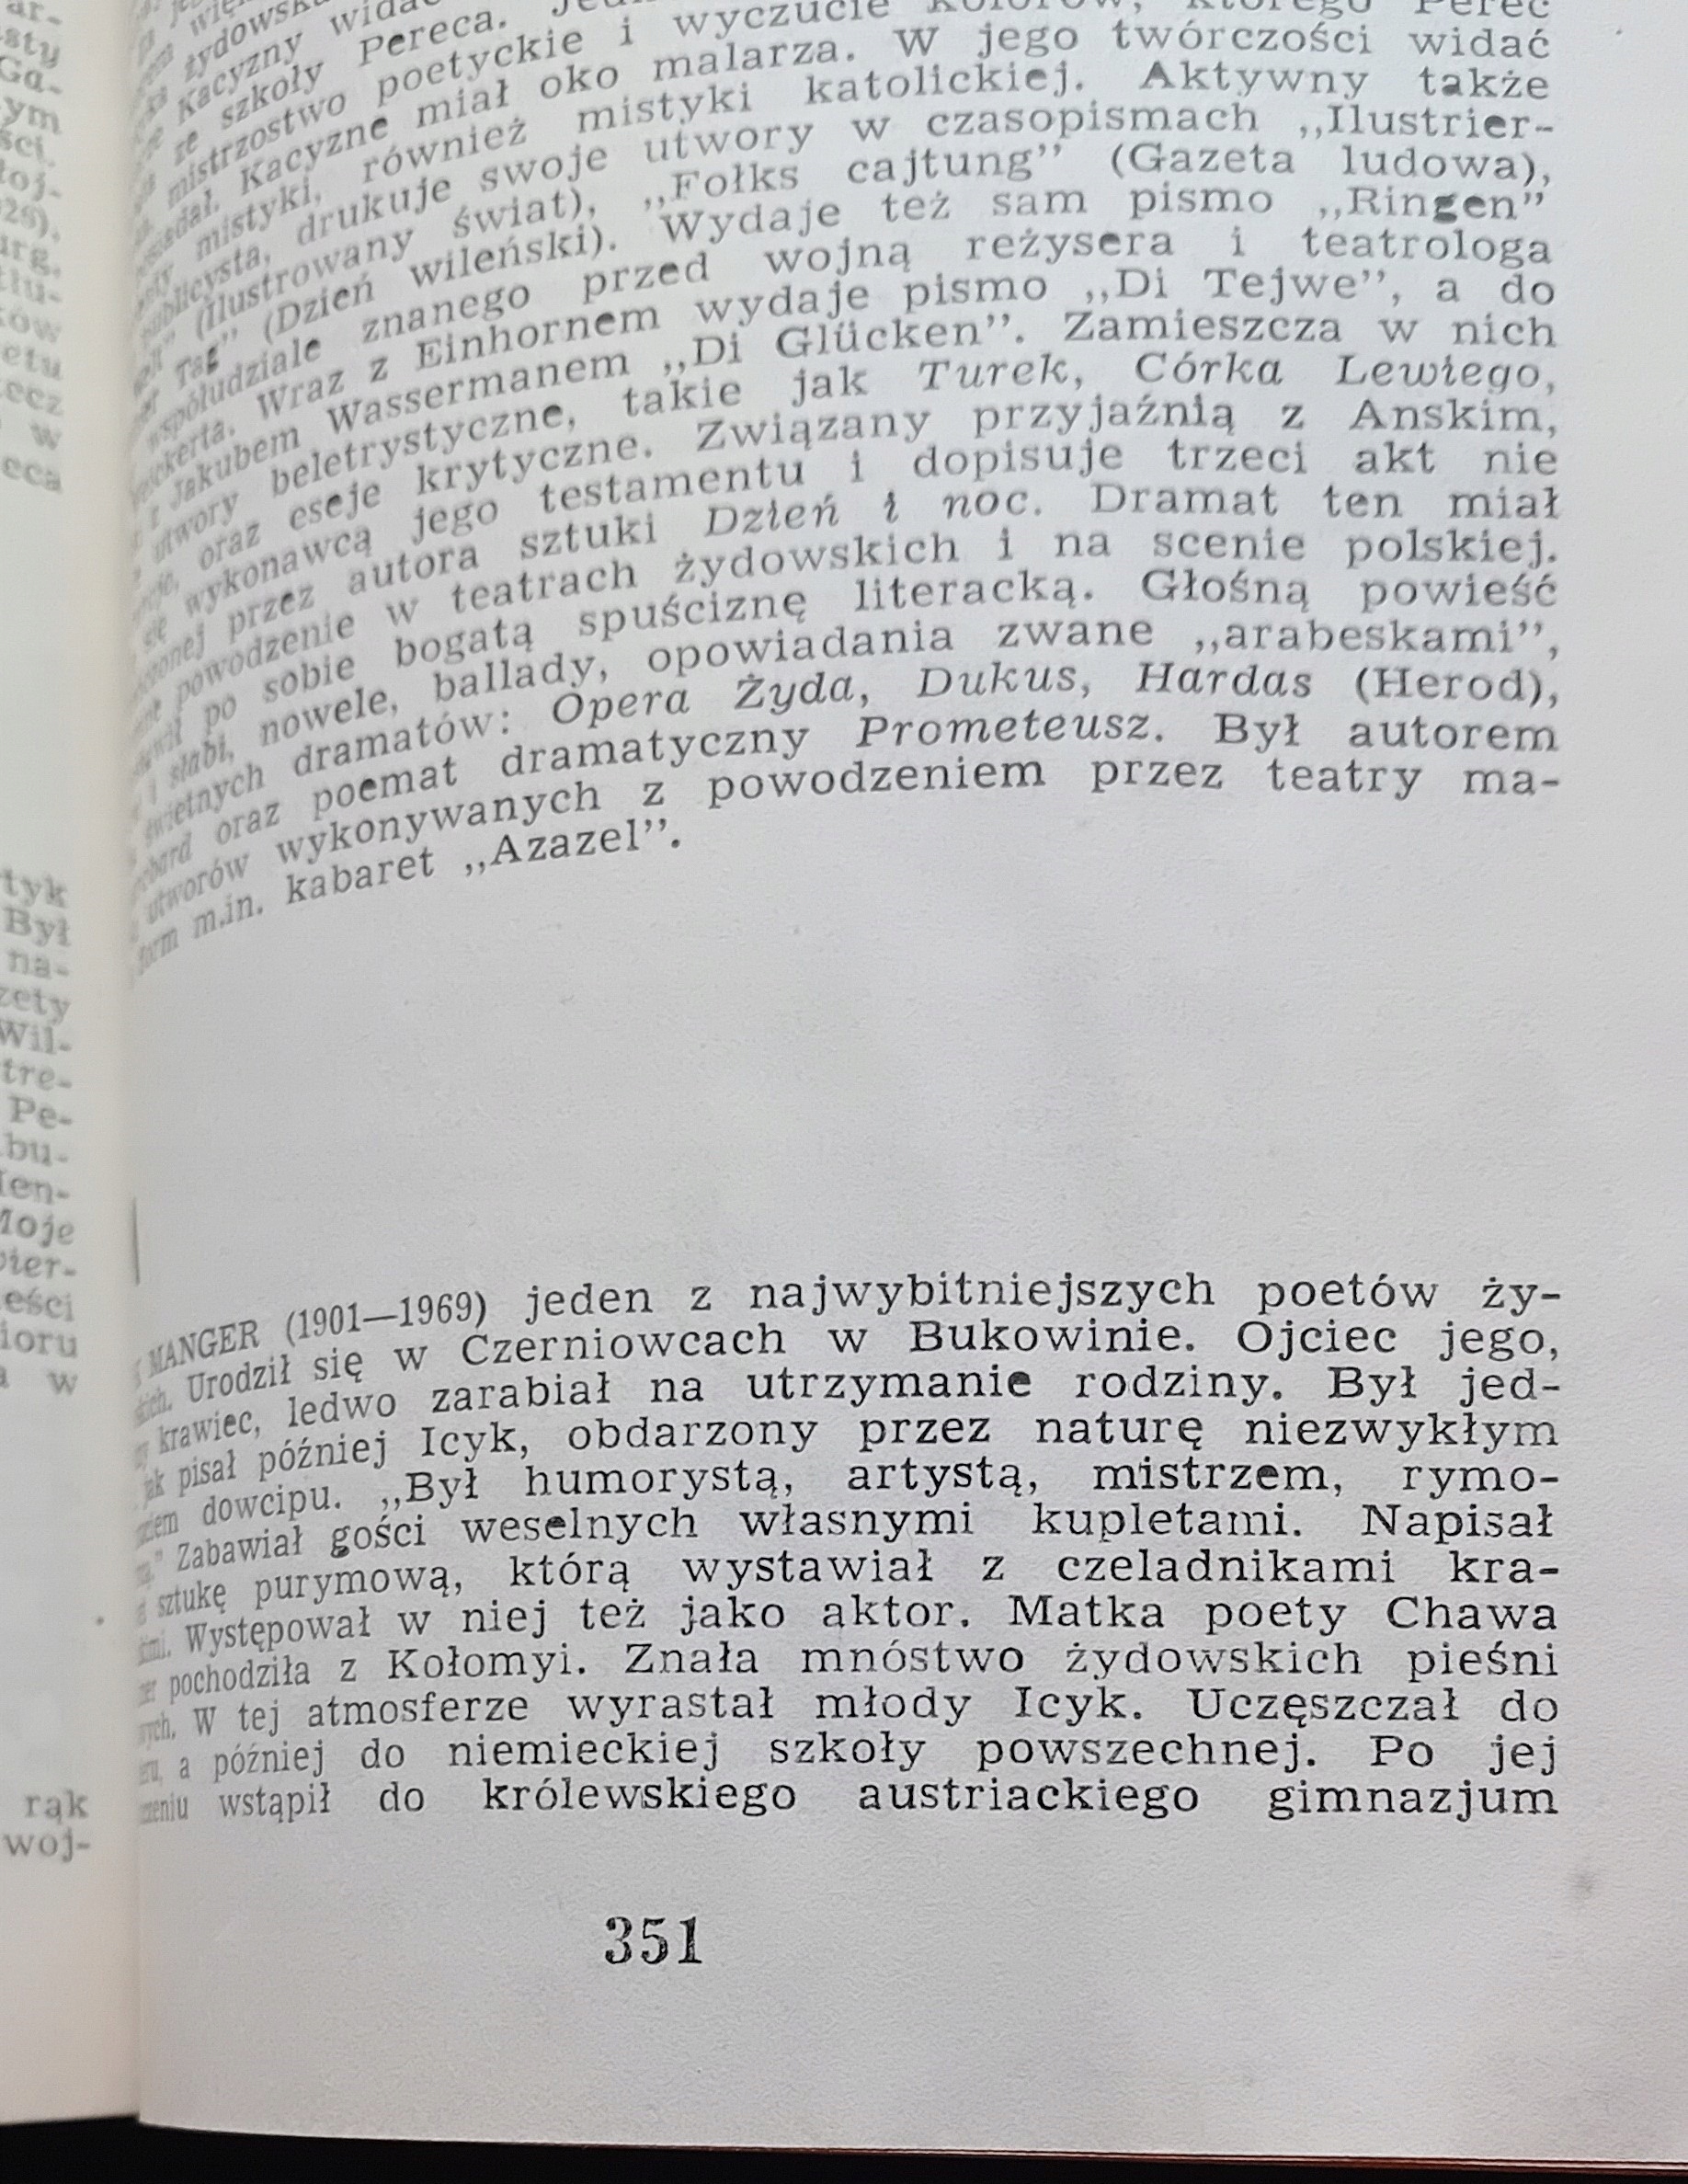 żydowsk
Kacyzny wida
ze szkoły Pereca.
mistrzostwo poetyckie i wyczucie kolorów, którego Perec
posiadał. Kacyzne miał oko malarza. W jego twórczości widać
mistyki, również mistyki katolickiej. Aktywny także
publicysta, drukuje swoje utwory w czasopismach „Ilustrier-
(Ilustrowany świat), „Fołks cajtung” (Gazeta ludowa),
Tag” (Dzień wileński). Wydaje też sam pismo „Ringen”
współudziale znanego przed wojną reżysera i teatrologa
Wraz z Einhornem wydaje pismo „Di Tejwe”, a do
z Jakubem Wassermanem „Di Glücken”. Zamieszcza w nich
utwory beletrystyczne, takie jak Turek, Córka Lewiego,
oraz eseje krytyczne. Związany przyjaźnią z Anskim,
się wykonawcą jego testamentu i dopisuje trzeci akt nie
przez autora sztuki Dzień i noc. Dramat ten miał
powodzenie w teatrach żydowskich i na scenie polskiej.
po sobie bogatą spuściznę literacką. Głośną powieść
i słabi, nowele, ballady, opowiadania zwane „arabeskami”,
świetnych dramatów: Opera Żyda, Dukus, Hardas (Herod),
oraz poemat dramatyczny Prometeusz. Był autorem
utworów wykonywanych z powodzeniem przez teatry ma-
form m.in. kabaret „Azazel”.
MANGER (1901—1969) jeden z najwybitniejszych poetów ży-
Urodził się w Czerniowcach w Bukowinie. Ojciec jego,
krawiec, ledwo zarabiał na utrzymanie rodziny. Był jed-
jak pisał później Icyk, obdarzony przez naturę niezwykłym
dowcipu. „Był humorystą, artystą, mistrzem, rymo-
Zabawiał gości weselnych własnymi kupletami. Napisał
sztukę purymową, którą wystawiał z czeladnikami kra-
Występował w niej też jako aktor. Matka poety Chawa
pochodziła z Kołomyi. Znała mnóstwo żydowskich pieśni
W tej atmosferze wyrastał młody Icyk. Uczęszczał do
a później do niemieckiej szkoły powszechnej. Po jej
wstąpił do królewskiego austriackiego gimnazjum
351